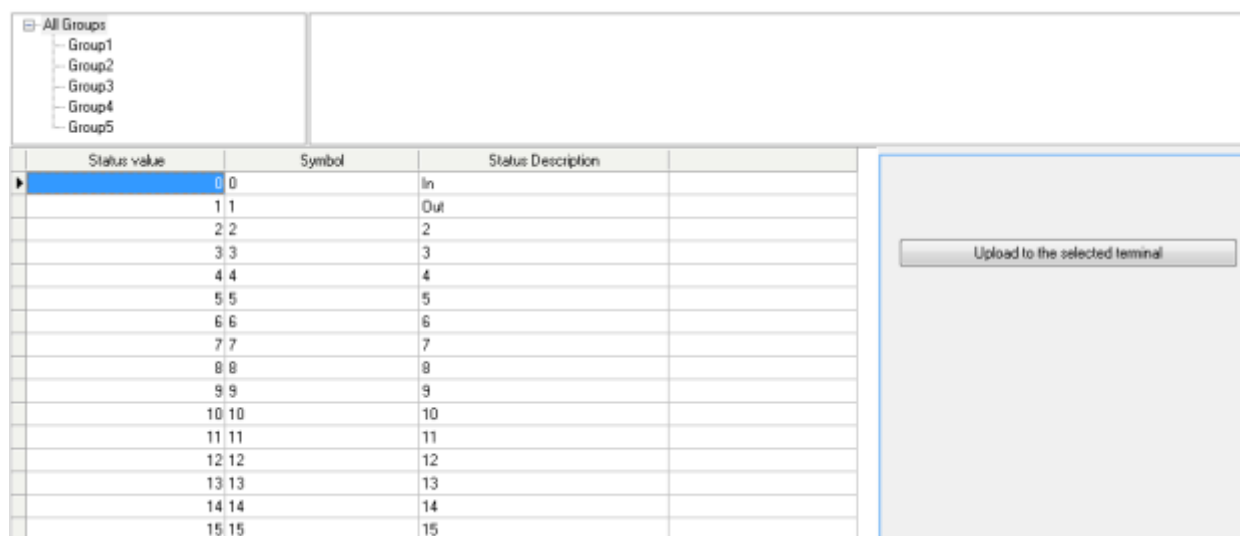 All Groups
Group1
Group2
Group3
Group4
Group5
Status value Symbol Status Description
0 0 In
1 1 Out
2 2 2
3 3 3
4 4 4
5 5 5
6 6 6
7 7 7
8 8 8
9 9 9
10 10 10
11 11 11
12 12 12
13 13 13
14 14 14
15 15 15
Upload to the selected terminal